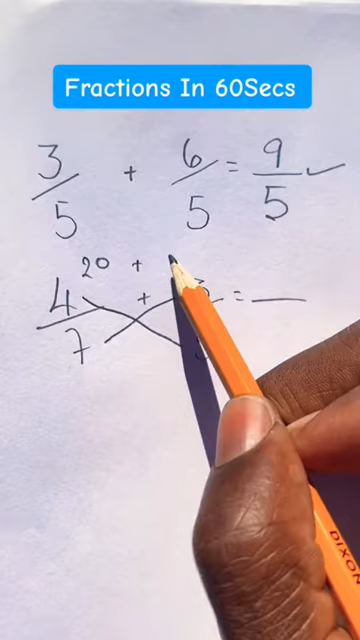 Fractions In 60Secs
3/5 + 6/5 = 9/5 ✓
20 +
4/7 + =
DIXON